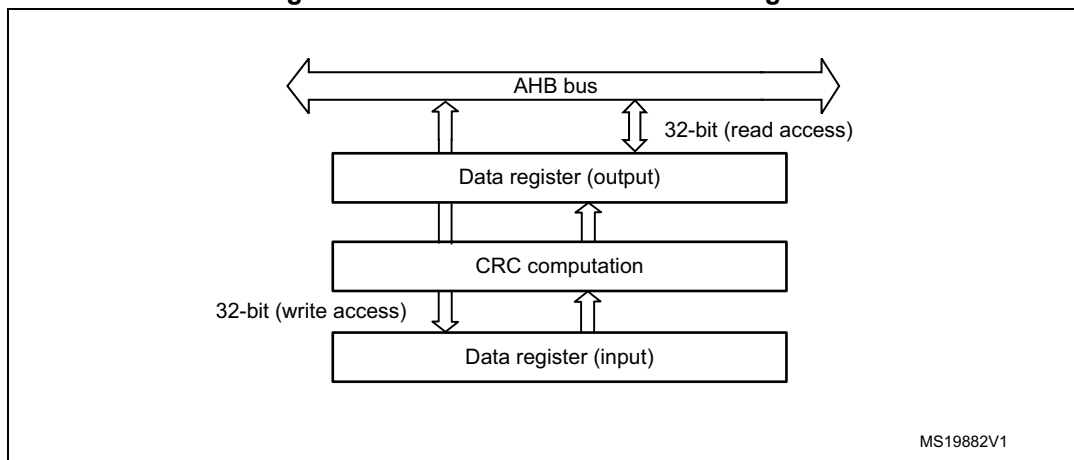 AHB bus
32-bit (read access)
Data register (output)
CRC computation
32-bit (write access)
Data register (input)
MS19882V1